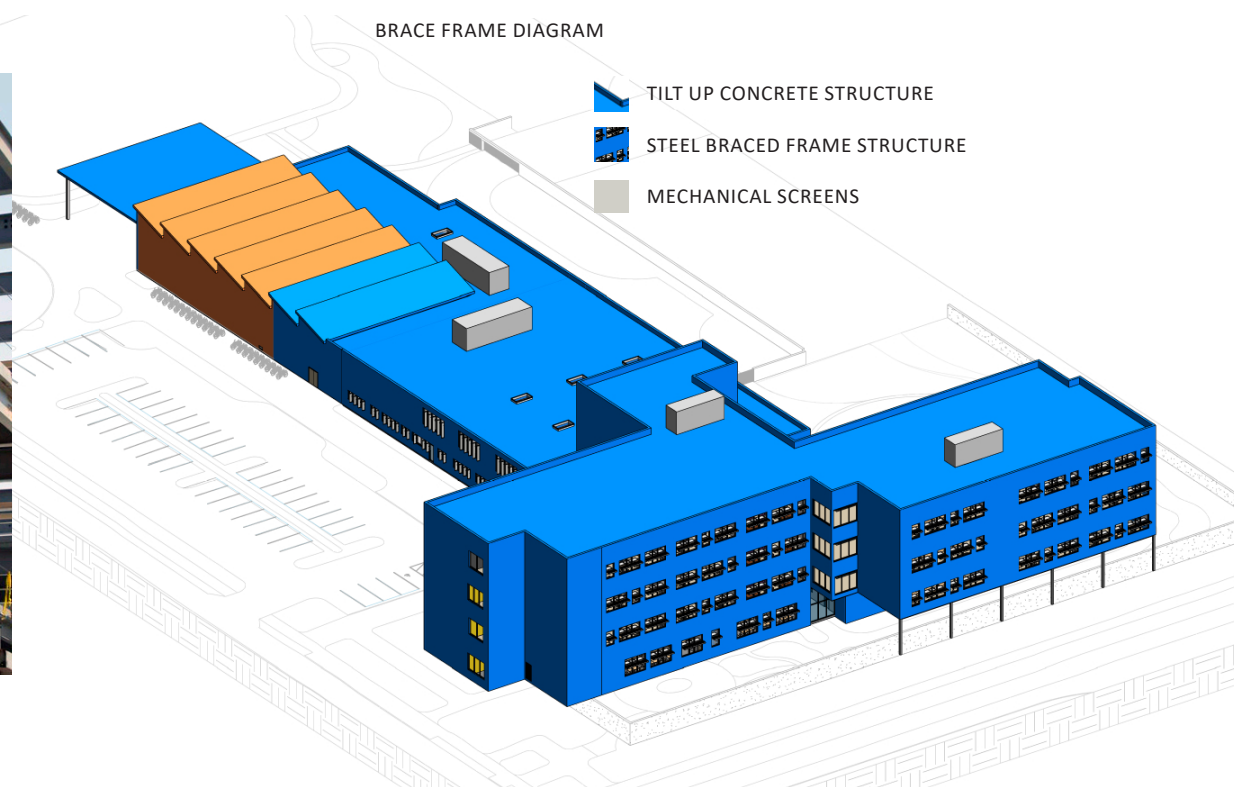 BRACE FRAME DIAGRAM
TILT UP CONCRETE STRUCTURE
STEEL BRACED FRAME STRUCTURE
MECHANICAL SCREENS